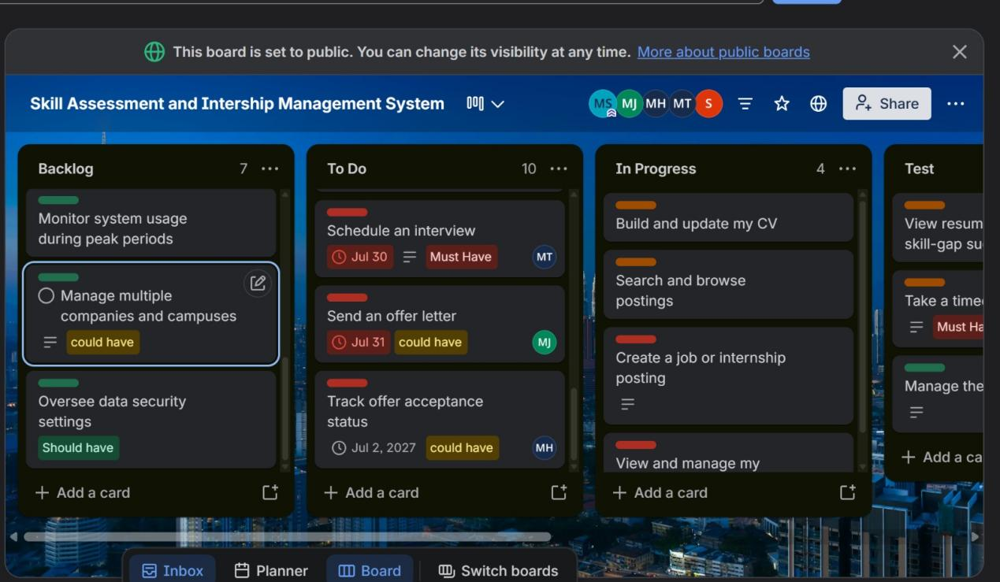 This board is set to public. You can change its visibility at any time. More about public boards
Skill Assessment and Intership Management System
MS MJ MH MT S
Share
Backlog 7
Monitor system usage
during peak periods
Manage multiple
companies and campuses
could have
Oversee data security
settings
Should have
Add a card
To Do 10
Schedule an interview
Jul 30 Must Have MT
Send an offer letter
Jul 31 could have MJ
Track offer acceptance
status
Jul 2, 2027 could have MH
Add a card
In Progress 4
Build and update my CV
Search and browse
postings
Create a job or internship
posting
View and manage my
Add a card
Test
View resum
skill-gap su
Take a time
Must Ha
Manage the
Add a ca
Inbox Planner Board Switch boards